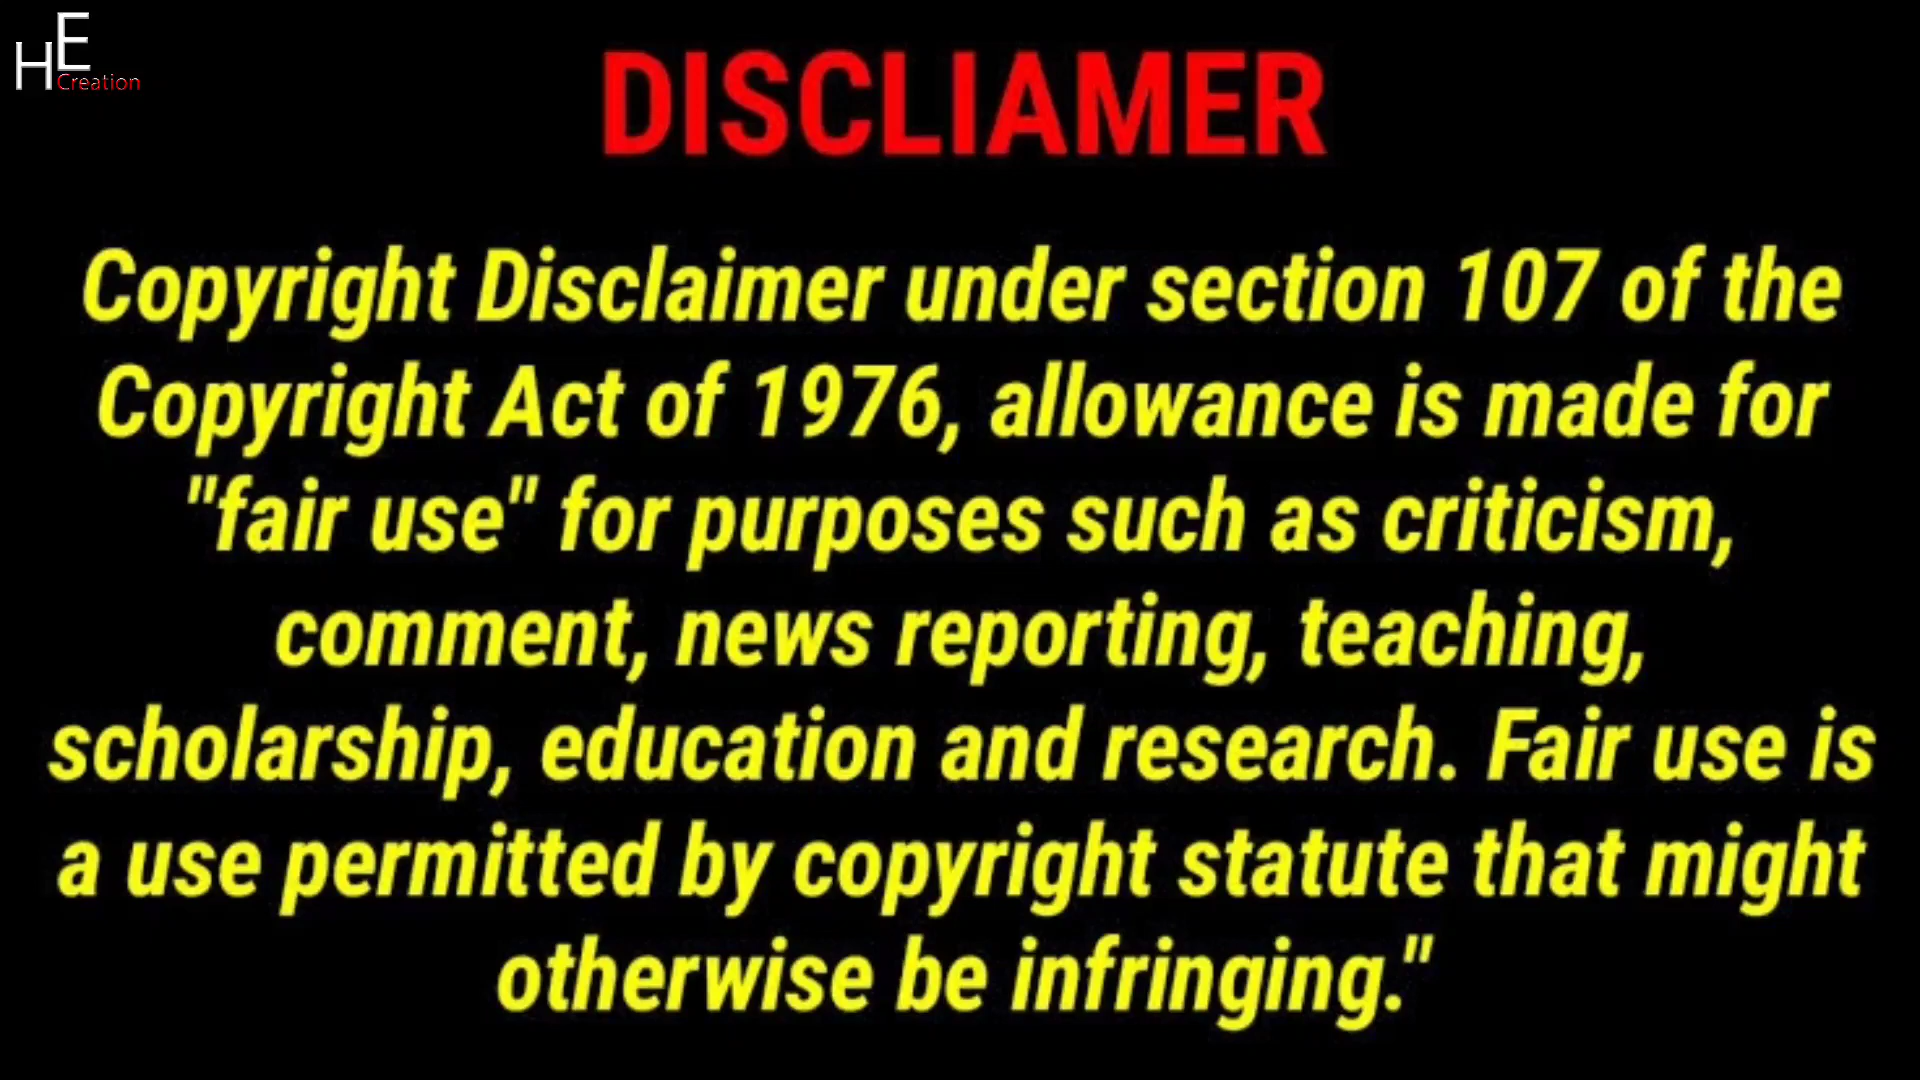 HE
Creation
DISCLIAMER
Copyright Disclaimer under section 107 of the
Copyright Act of 1976, allowance is made for
"fair use" for purposes such as criticism,
comment, news reporting, teaching,
scholarship, education and research. Fair use is
a use permitted by copyright statute that might
otherwise be infringing."